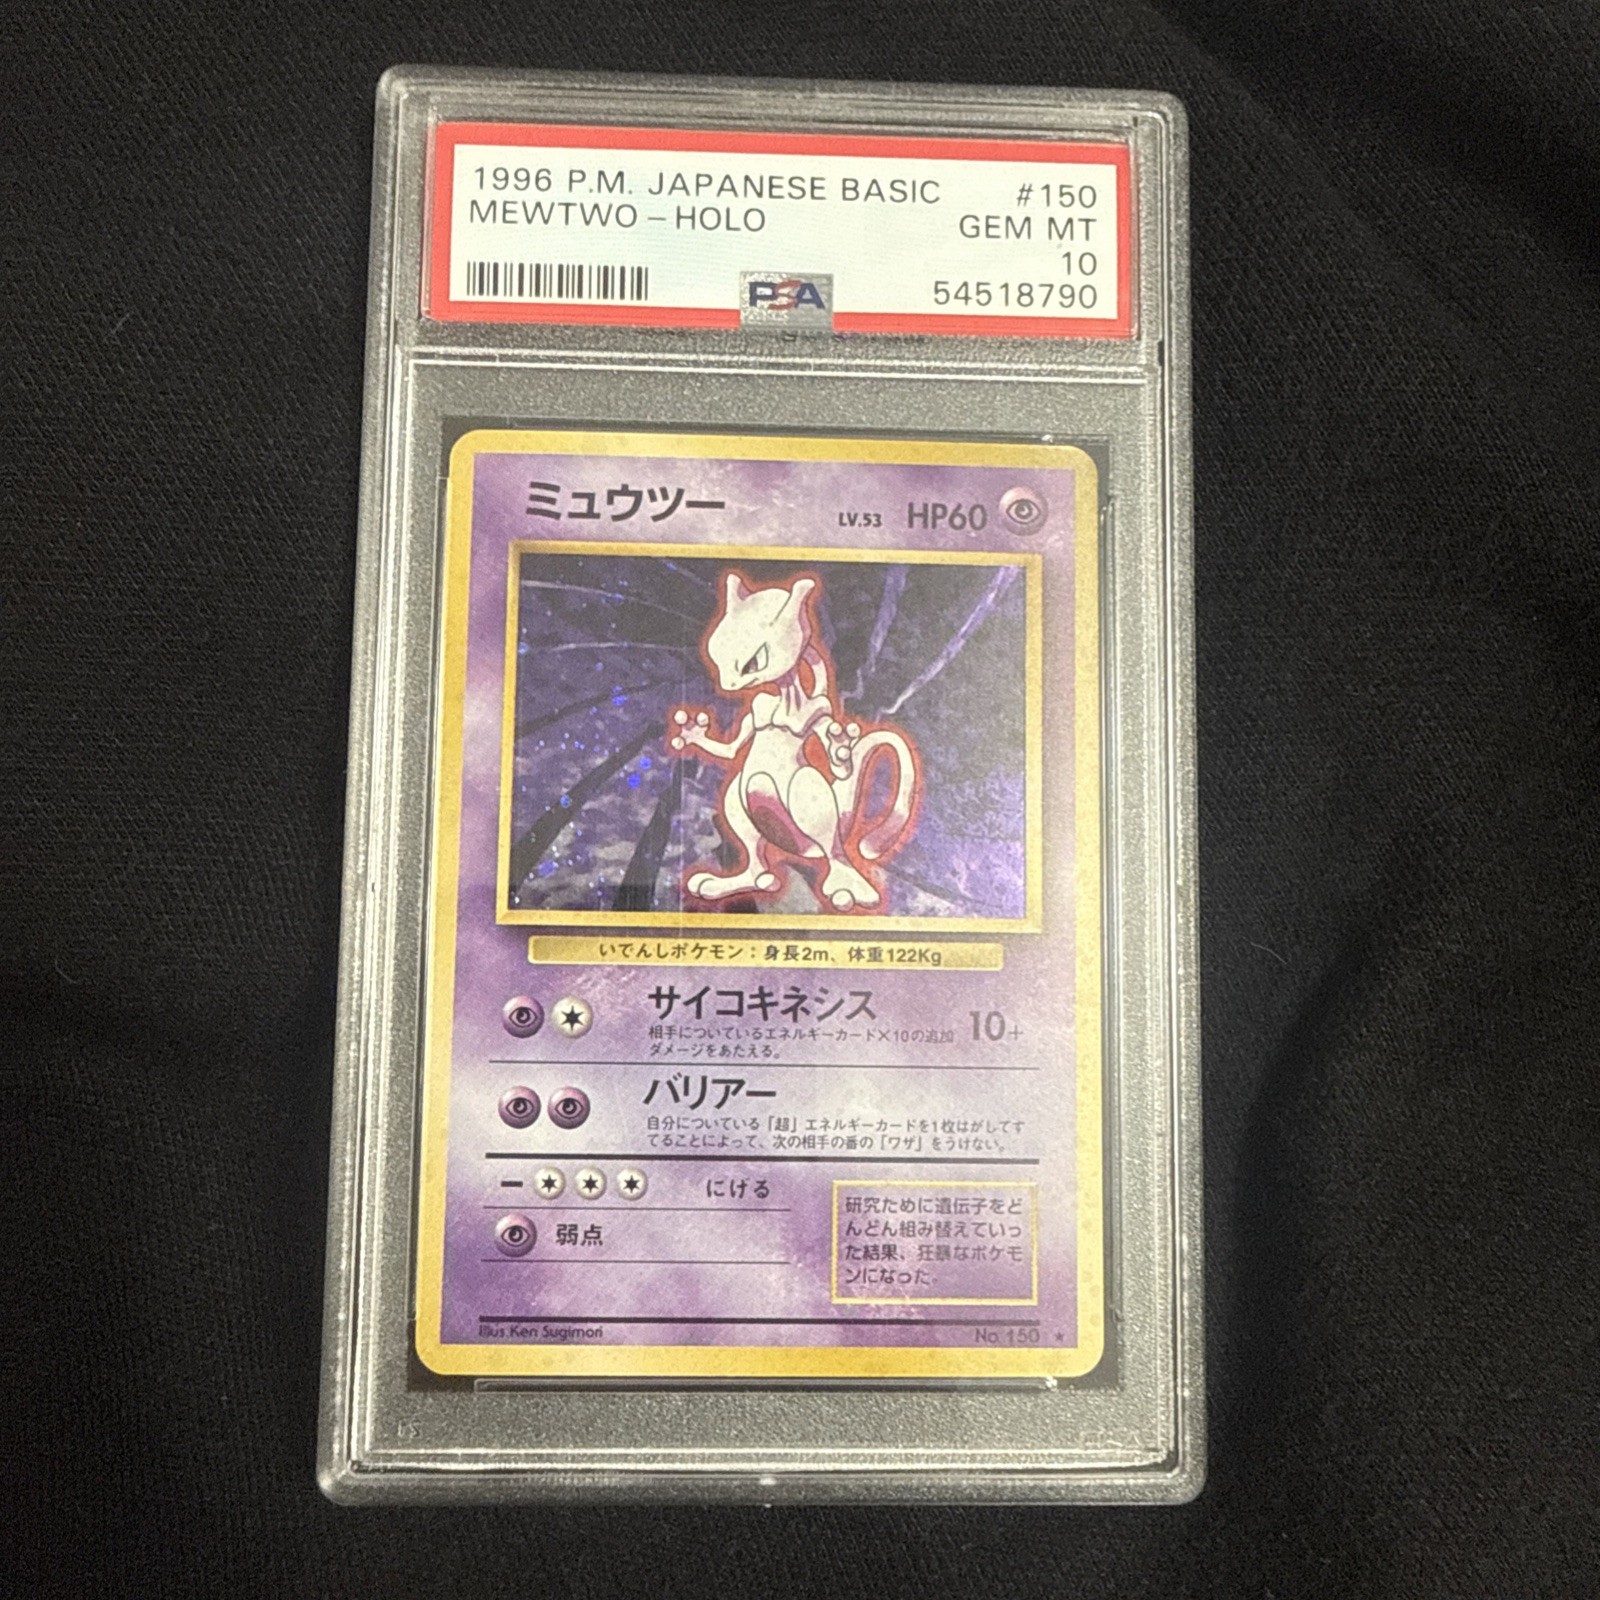 1996 P.M. JAPANESE BASIC #150
MEWTWO – HOLO GEM MT
10
54518790
PSA
ミュウツー LV.53 HP60
いでんしポケモン：身長2m、体重122Kg
サイコキネシス 10+
相手についているエネルギーカード×10の追加
ダメージをあたえる。
バリアー
自分についている「超」エネルギーカードを1枚はがしてす
てることによって、次の相手の番の「ワザ」をうけない。
ー にげる
弱点
研究ために遺伝子をど
んどん組み替えていっ
た結果、狂暴なポケモ
ンになった。
Illus. Ken Sugimori No. 150 ★